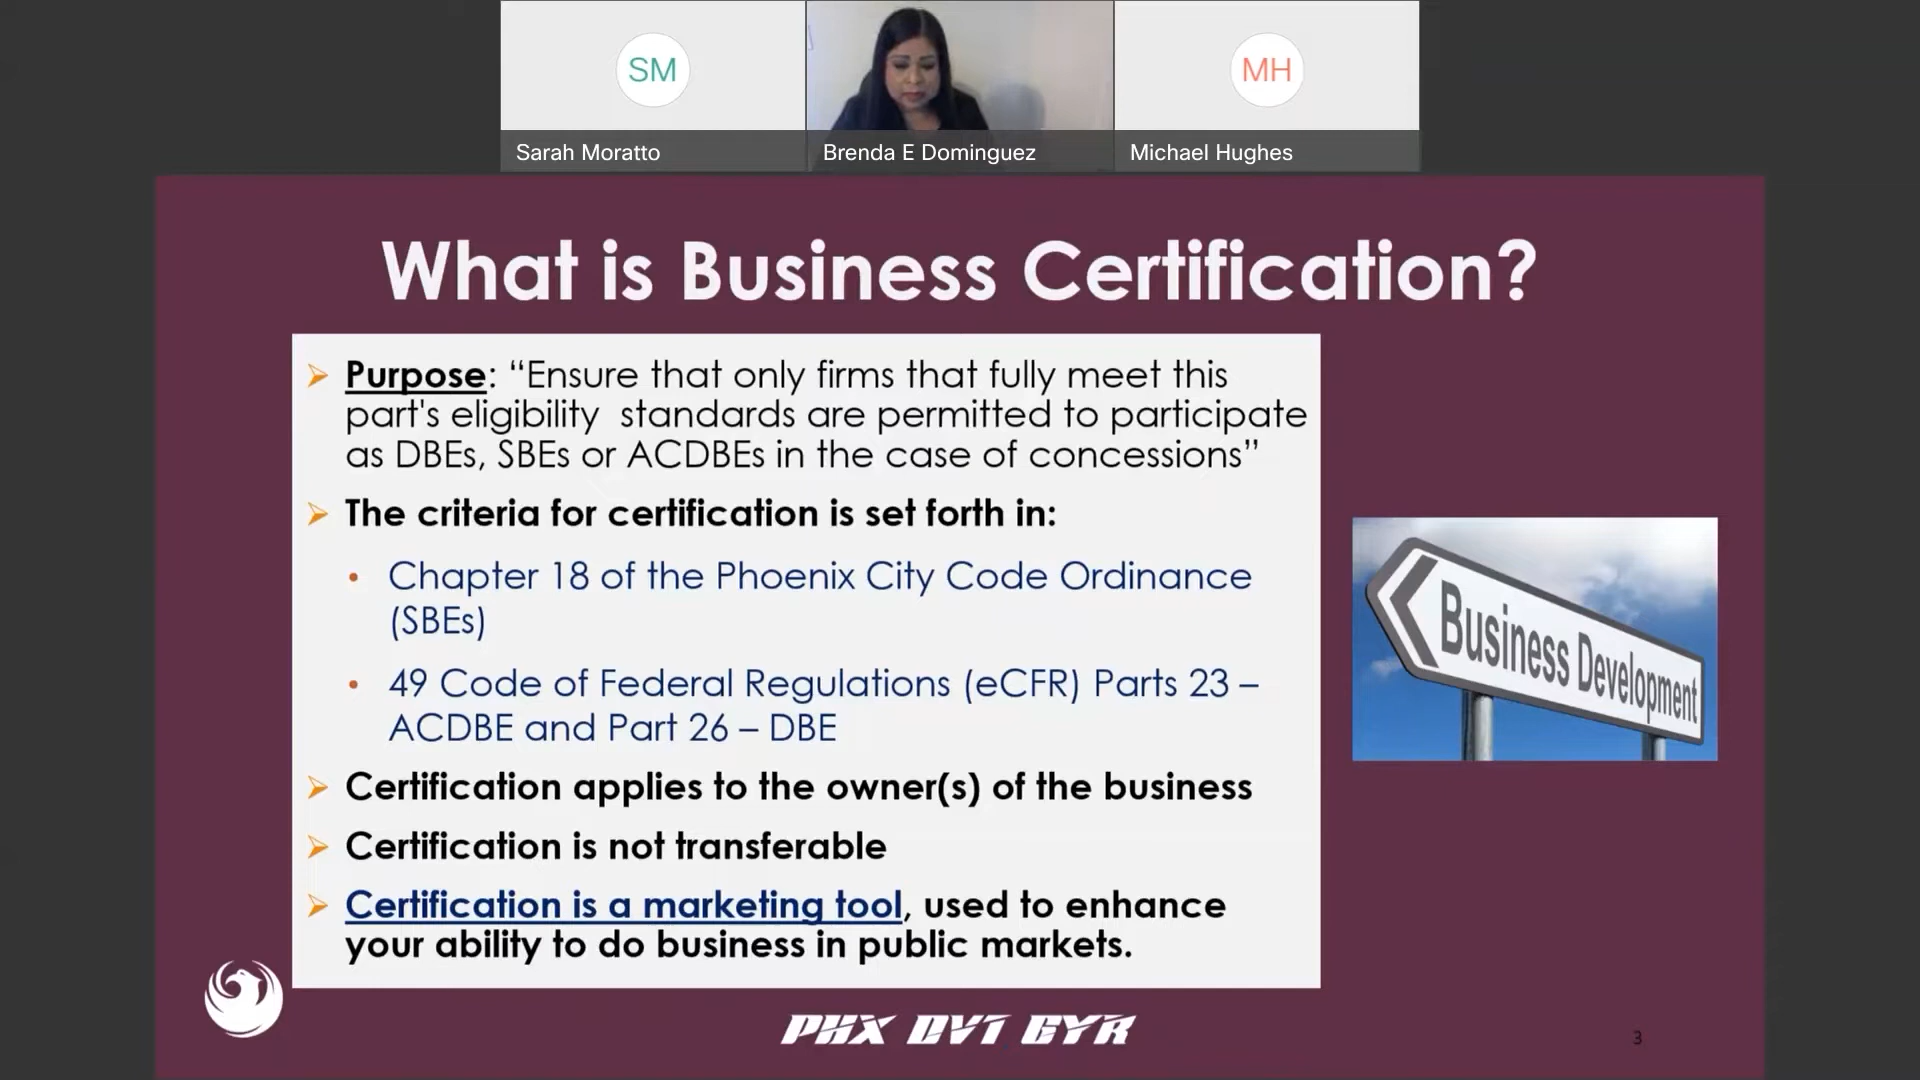 SM
MH
Sarah Moratto
Brenda E Dominguez
Michael Hughes
What is Business Certification?
Purpose: “Ensure that only firms that fully meet this
part's eligibility  standards are permitted to participate
as DBEs, SBEs or ACDBEs in the case of concessions”
The criteria for certification is set forth in:
Chapter 18 of the Phoenix City Code Ordinance
(SBEs)
49 Code of Federal Regulations (eCFR) Parts 23 –
ACDBE and Part 26 – DBE
Certification applies to the owner(s) of the business
Certification is not transferable
Certification is a marketing tool, used to enhance
your ability to do business in public markets.
Business Development
PHX DVT GYR
3